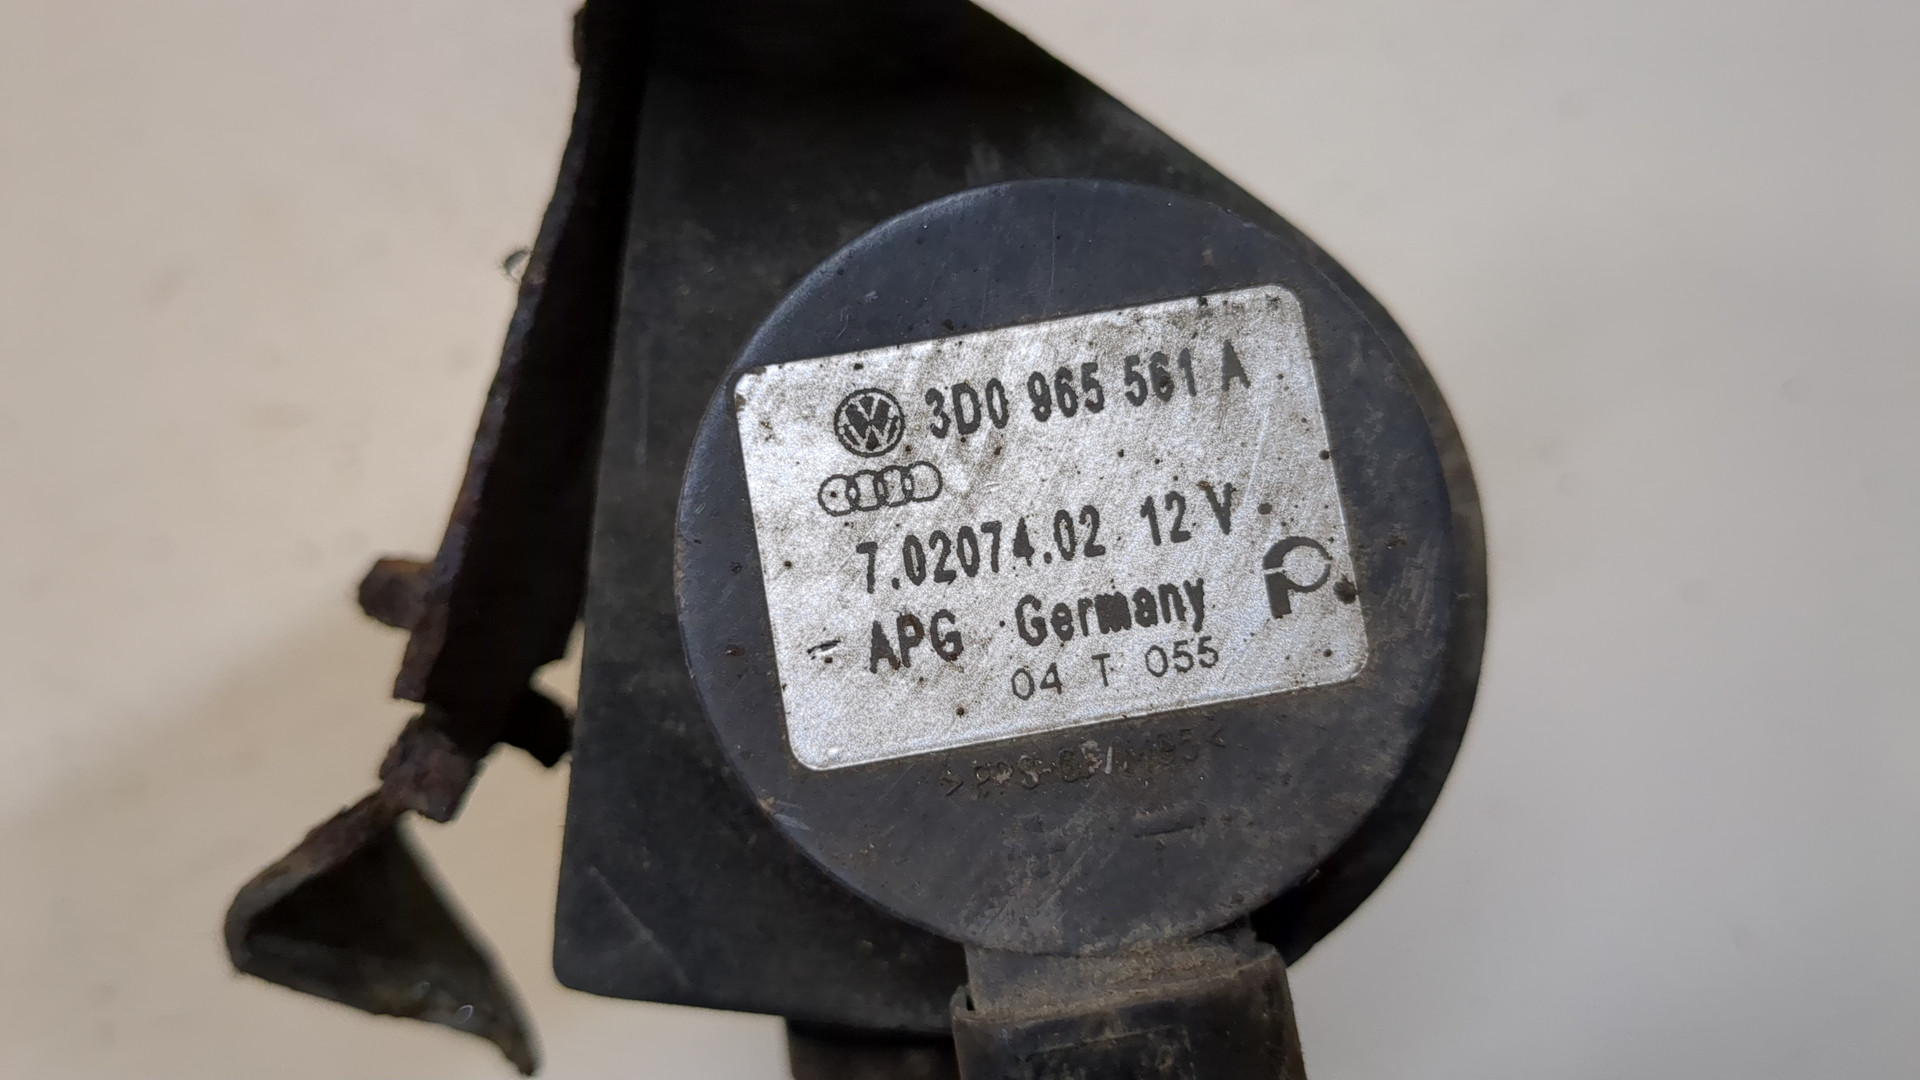 3D0 965 561 A
7.02074.02 12 V
APG Germany
04 T 055